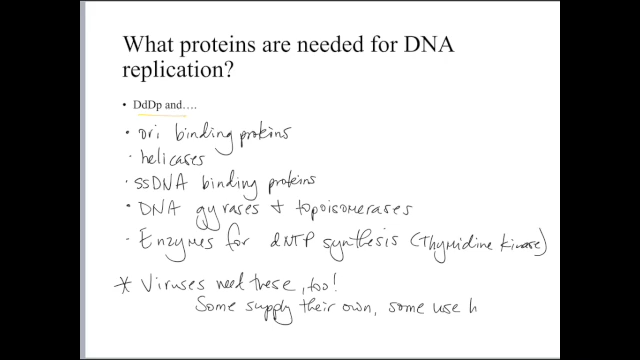 What proteins are needed for DNA
replication?
• DdDp and….
• ori binding proteins
• helicases
• ssDNA binding proteins
• DNA gyrases + topoisomerases
• Enzymes for dNTP synthesis (Thymidine kinase)
* Viruses need these, too!
Some supply their own, some use h